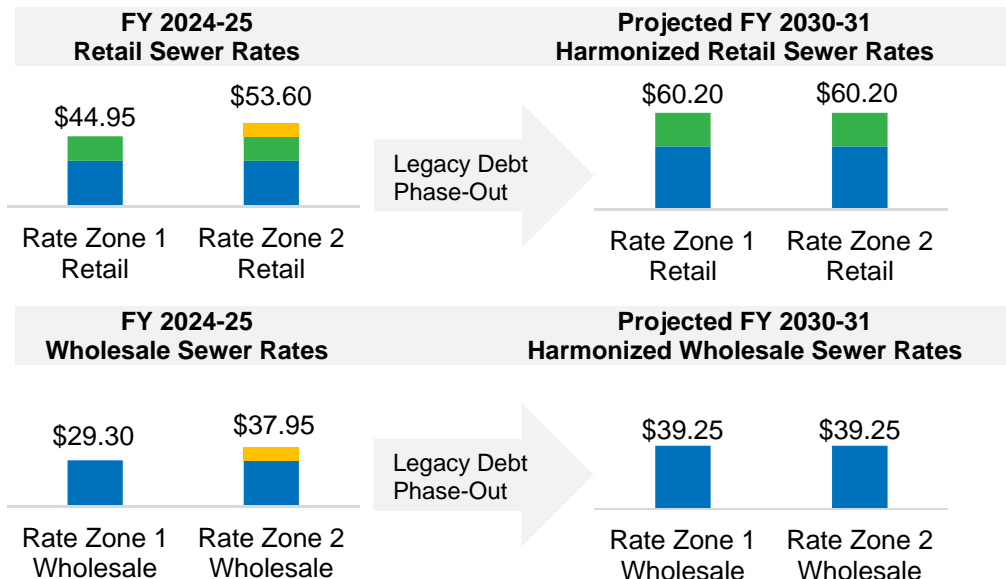 FY 2024-25
Retail Sewer Rates
Projected FY 2030-31
Harmonized Retail Sewer Rates
$44.95
$53.60
Legacy Debt
Phase-Out
$60.20
$60.20
Rate Zone 1
Retail
Rate Zone 2
Retail
Rate Zone 1
Retail
Rate Zone 2
Retail
FY 2024-25
Wholesale Sewer Rates
Projected FY 2030-31
Harmonized Wholesale Sewer Rates
$29.30
$37.95
Legacy Debt
Phase-Out
$39.25
$39.25
Rate Zone 1
Wholesale
Rate Zone 2
Wholesale
Rate Zone 1
Wholesale
Rate Zone 2
Wholesale